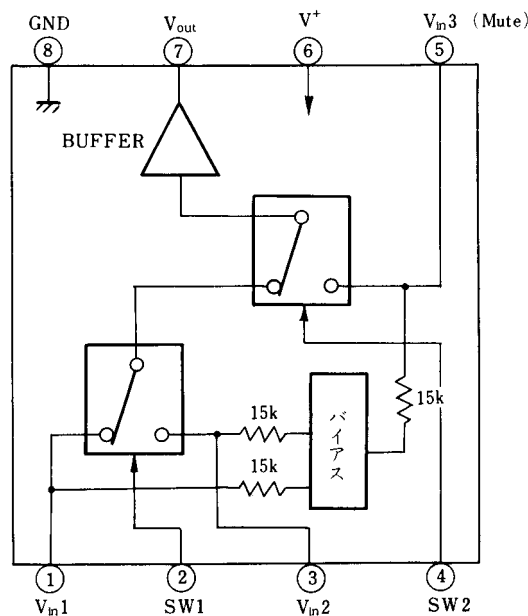 GND Vout V+ Vin3 (Mute)
8 7 6 5
BUFFER
15k
15k
15k
バイアス
1 2 3 4
Vin1 SW1 Vin2 SW2